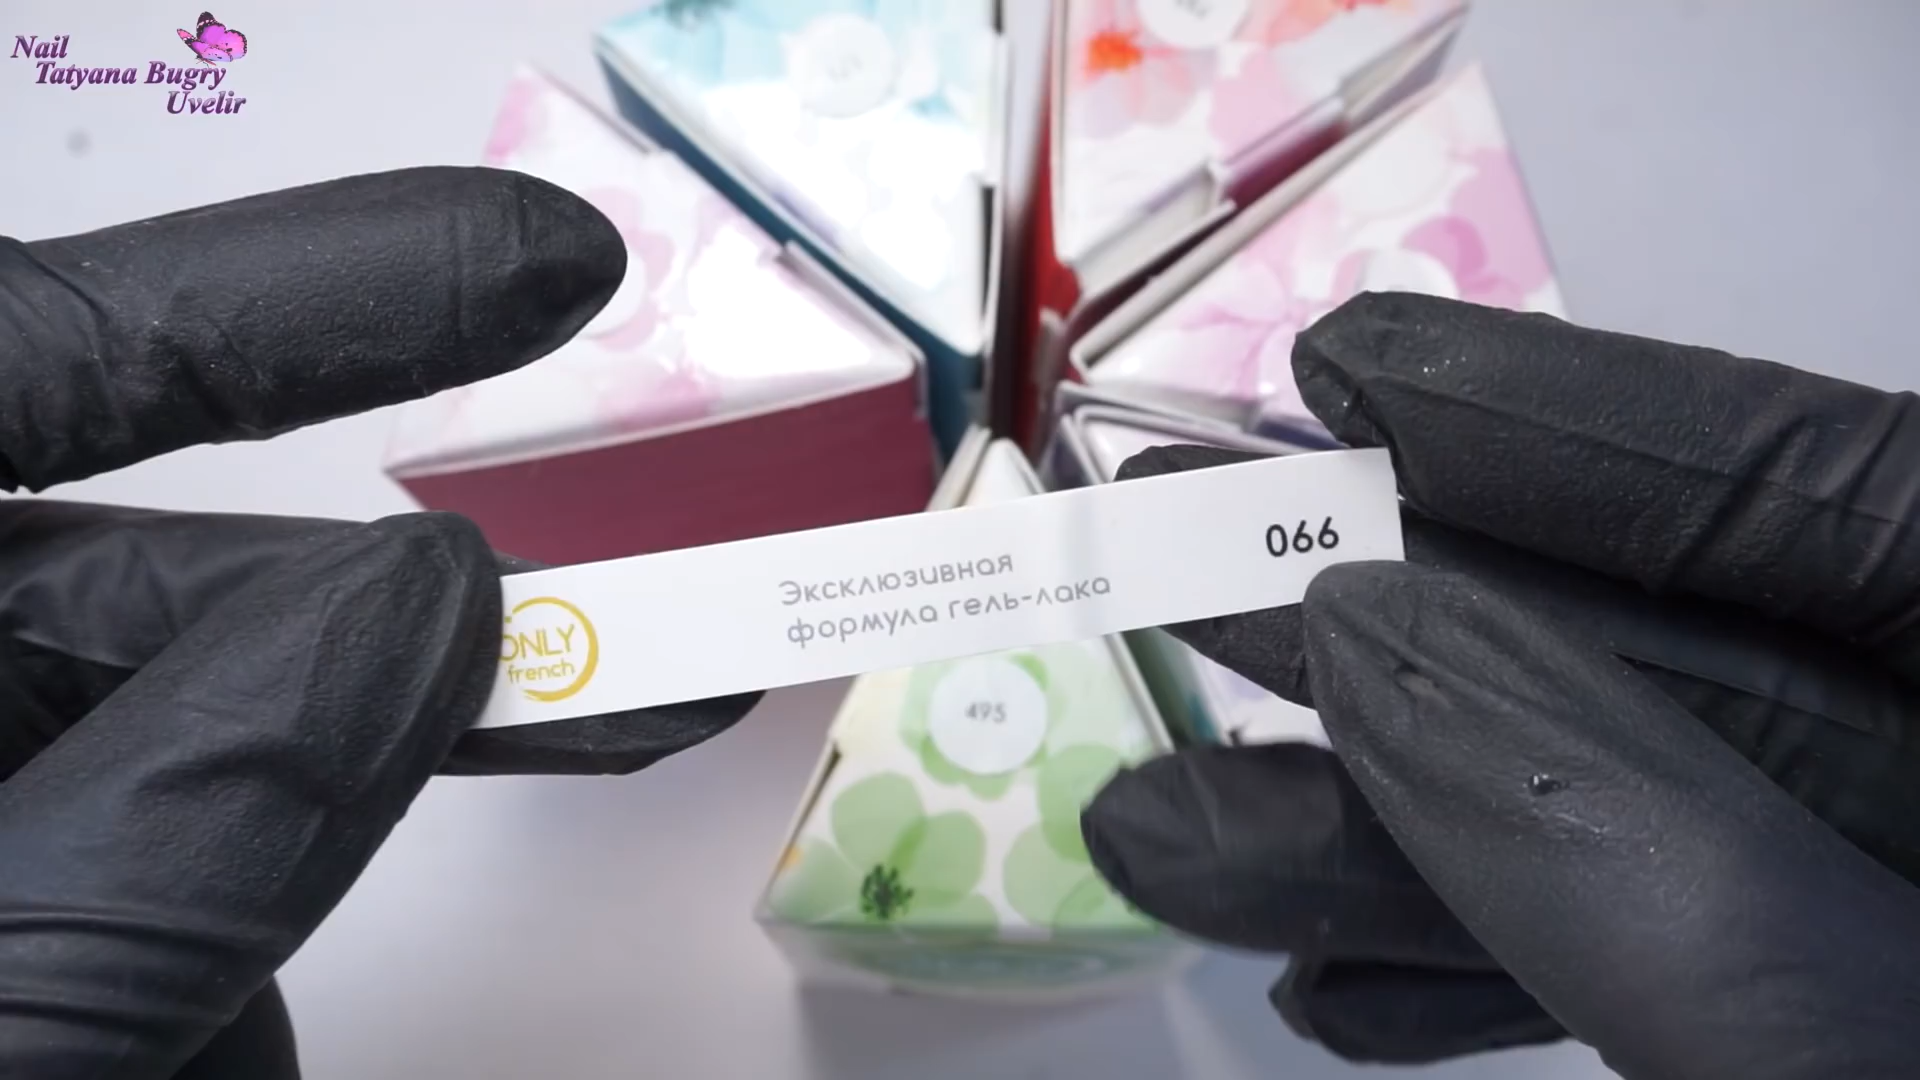 Nail
Tatyana Bugry
Uvelir
Эксклюзивная
формула гель-лака
066
ONLY
french
495